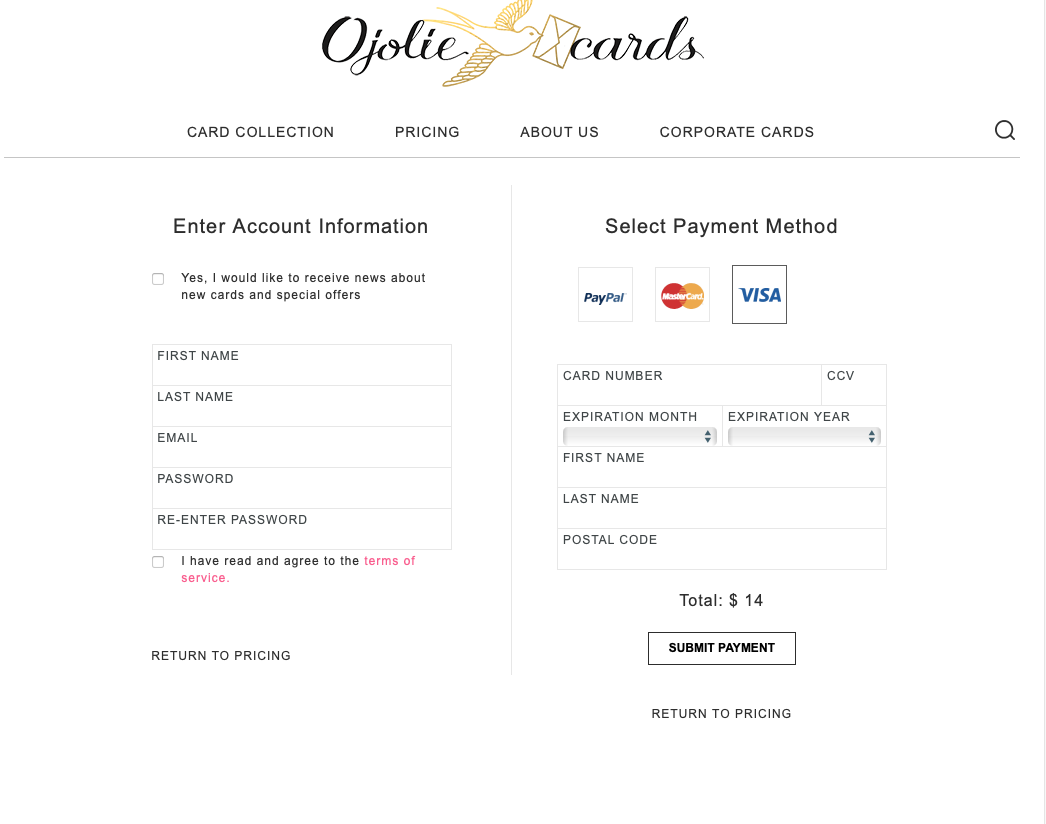 Ojolie cards
CARD COLLECTION
PRICING
ABOUT US
CORPORATE CARDS
Enter Account Information
Yes, I would like to receive news about
new cards and special offers
FIRST NAME
LAST NAME
EMAIL
PASSWORD
RE-ENTER PASSWORD
I have read and agree to the terms of
service.
RETURN TO PRICING
Select Payment Method
PayPal
MasterCard
VISA
CARD NUMBER
CCV
EXPIRATION MONTH
EXPIRATION YEAR
FIRST NAME
LAST NAME
POSTAL CODE
Total: $ 14
SUBMIT PAYMENT
RETURN TO PRICING